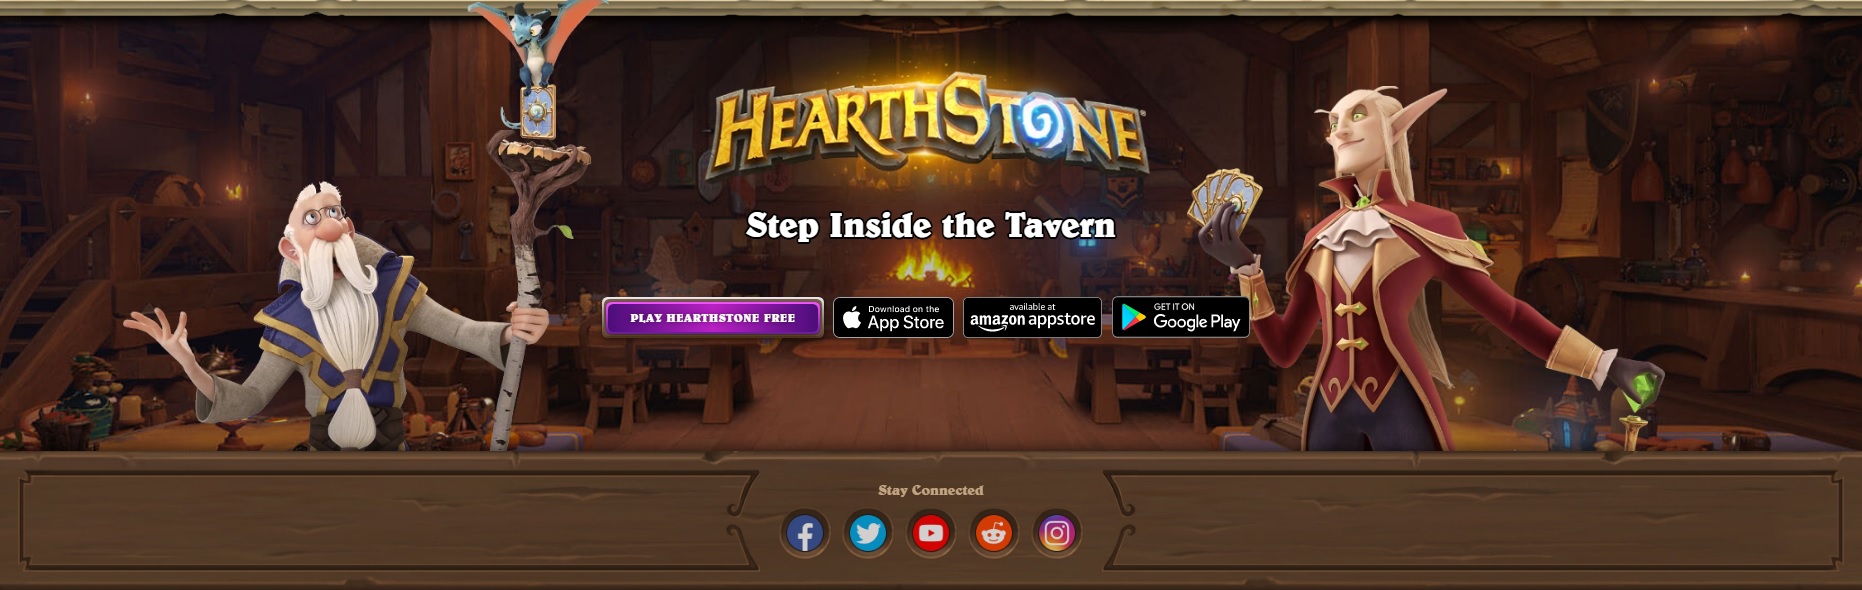 HEARTHSTONE
Step Inside the Tavern
PLAY HEARTHSTONE FREE
Download on the
App Store
available at
amazon appstore
GET IT ON
Google Play
Stay Connected